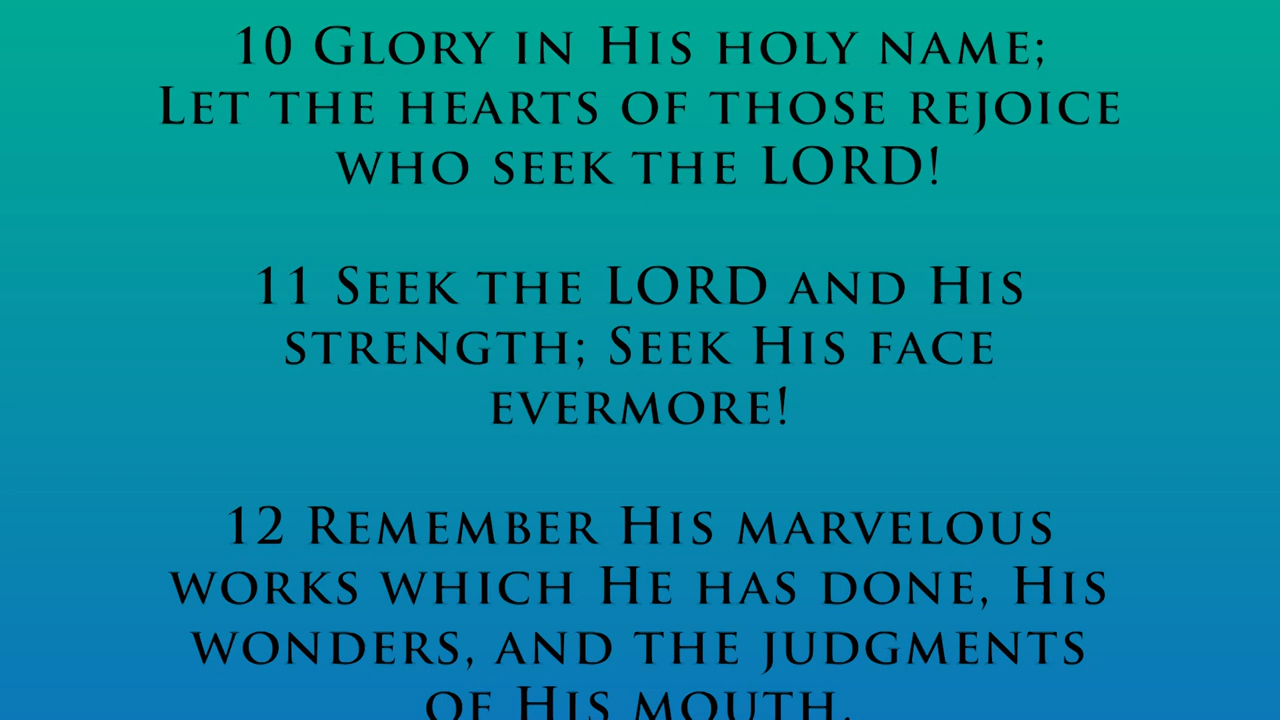 10 Glory in His holy name;
Let the hearts of those rejoice
who seek the LORD!
11 Seek the LORD and His
strength; Seek His face
evermore!
12 Remember His marvelous
works which He has done, His
wonders, and the judgments
of His mouth,